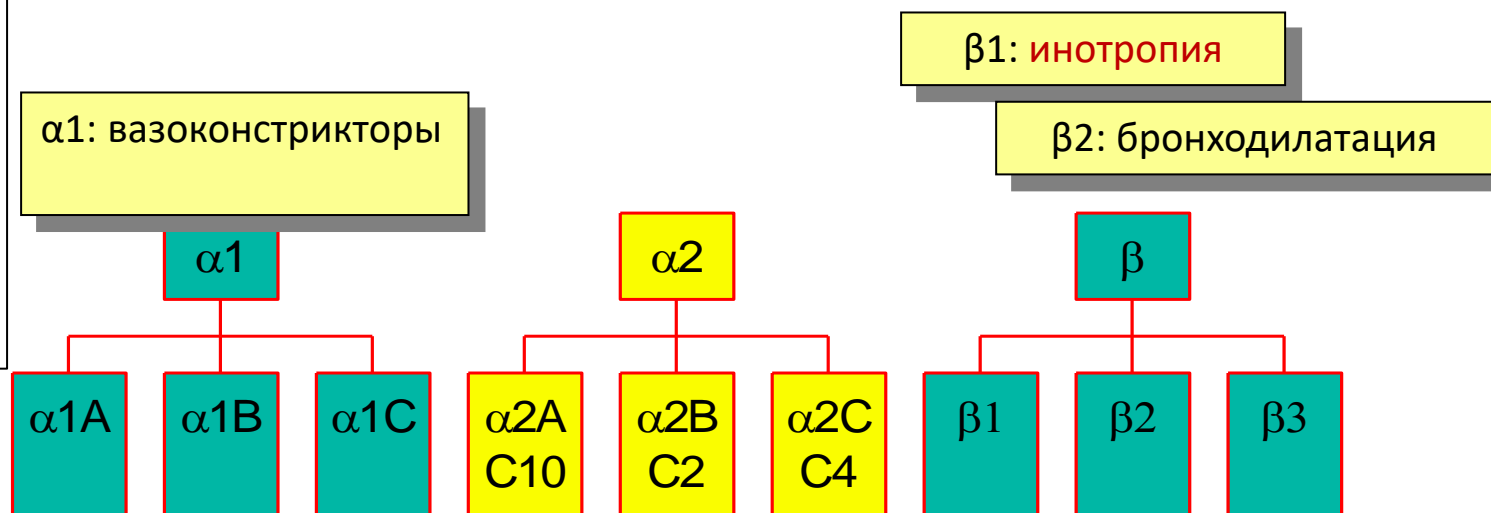 β1: инотропия
α1: вазоконстрикторы
β2: бронходилатация
α1
α2
β
α1A
α1B
α1C
α2A
C10
α2B
C2
α2C
C4
β1
β2
β3